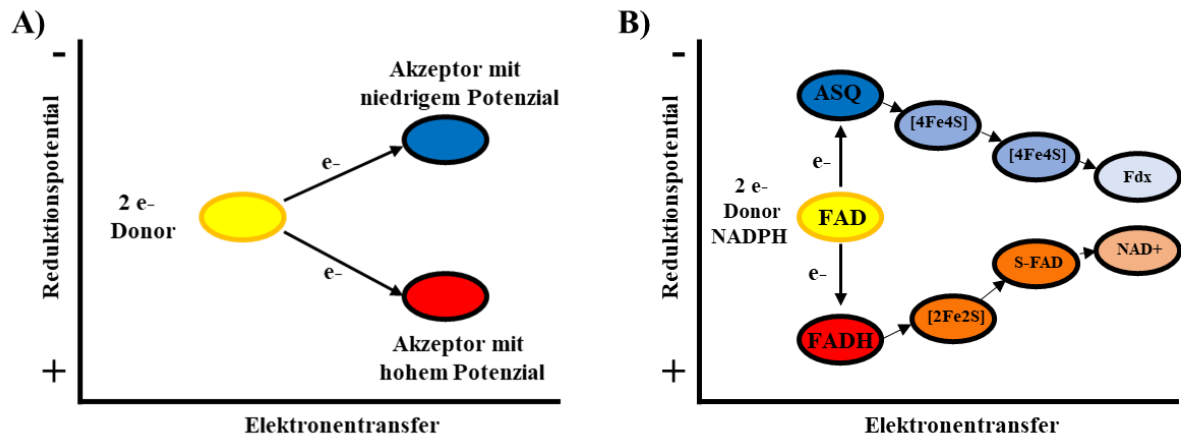 A)
-
Reduktionspotential
+
Akzeptor mit
niedrigem Potenzial
e-
2 e-
Donor
e-
Akzeptor mit
hohem Potenzial
Elektronentransfer
B)
-
Reduktionspotential
+
ASQ
[4Fe4S]
[4Fe4S]
Fdx
e-
2 e-
Donor
NADPH
FAD
e-
NAD+
S-FAD
[2Fe2S]
FADH
Elektronentransfer